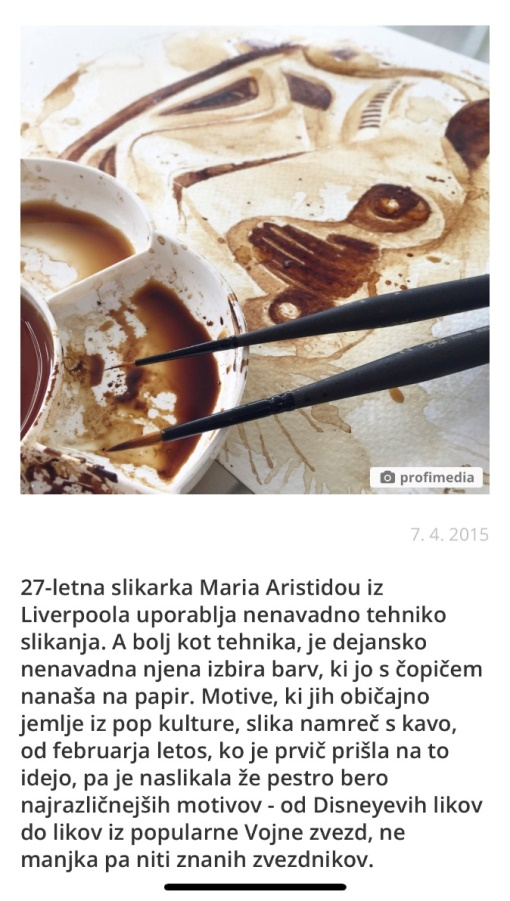 profimedia
7. 4. 2015
27-letna slikarka Maria Aristidou iz
Liverpoola uporablja nenavadno tehniko
slikanja. A bolj kot tehnika, je dejansko
nenavadna njena izbira barv, ki jo s čopičem
nanaša na papir. Motive, ki jih običajno
jemlje iz pop kulture, slika namreč s kavo,
od februarja letos, ko je prvič prišla na to
idejo, pa je naslikala že pestro bero
najrazličnejših motivov - od Disneyevih likov
do likov iz popularne Vojne zvezd, ne
manjka pa niti znanih zvezdnikov.